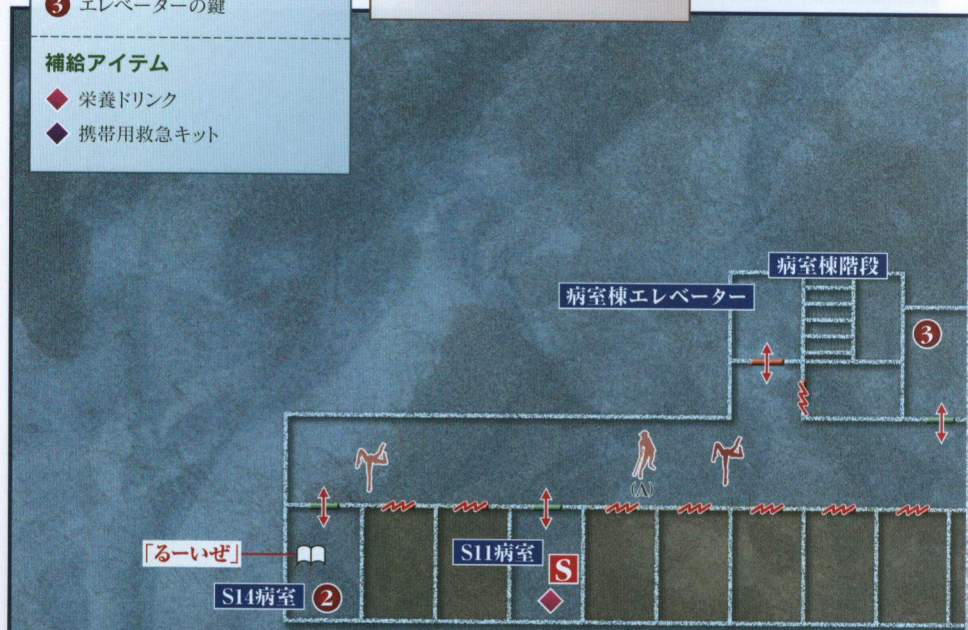 3 エレベーターの鍵
補給アイテム
栄養ドリンク
携帯用救急キット
病室棟階段
病室棟エレベーター
3
(A)
「るーいぜ」
S11病室
S
S14病室 2